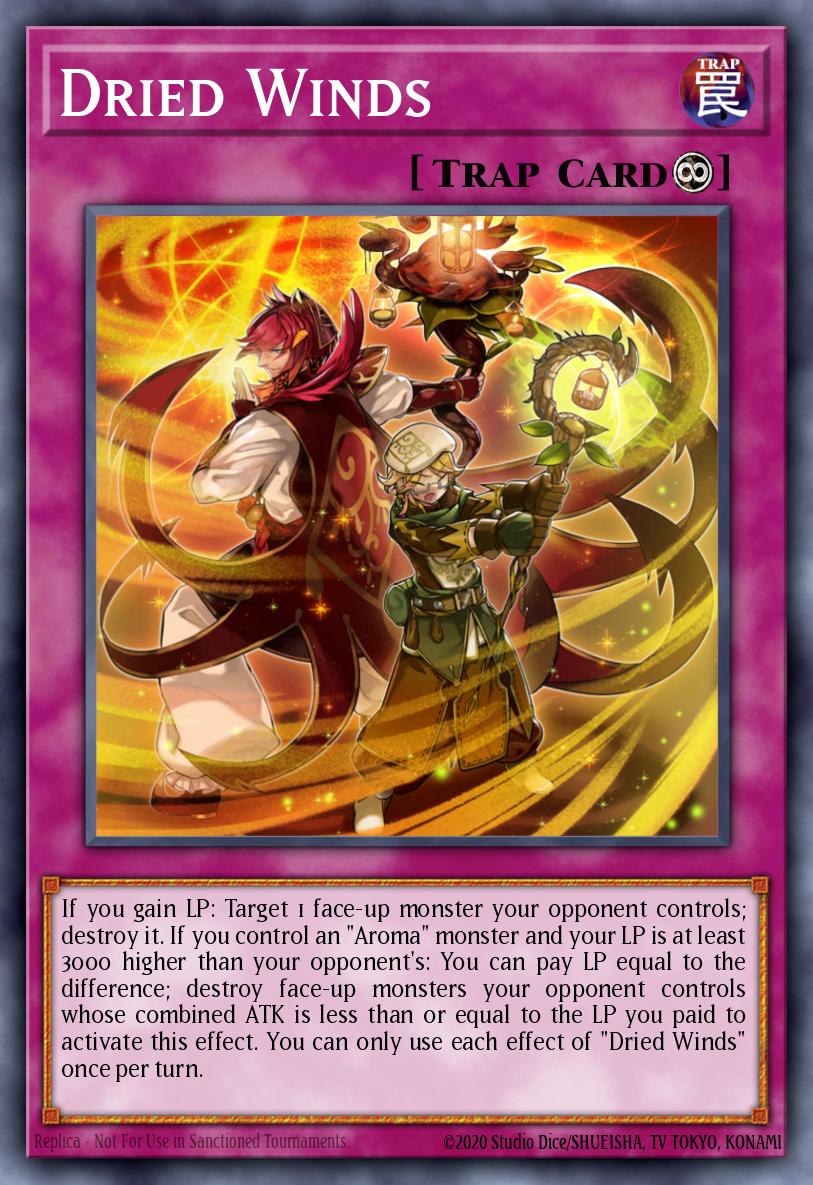 Dried Winds
TRAP
罠
[ Trap Card ]
If you gain LP: Target 1 face-up monster your opponent controls;
destroy it. If you control an "Aroma" monster and your LP is at least
3000 higher than your opponent's: You can pay LP equal to the
difference; destroy face-up monsters your opponent controls
whose combined ATK is less than or equal to the LP you paid to
activate this effect. You can only use each effect of "Dried Winds"
once per turn.
Replica - Not For Use in Sanctioned Tournaments.
©2020 Studio Dice/SHUEISHA, TV TOKYO, KONAMI